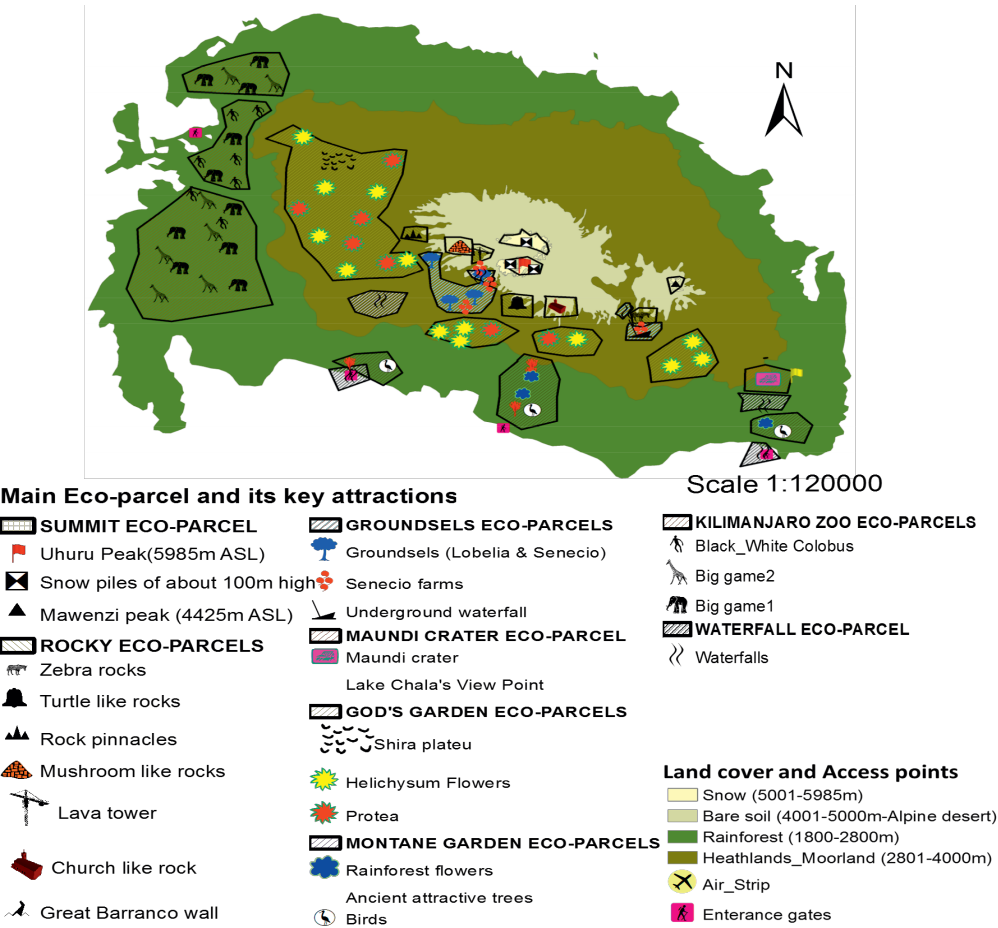 N
Scale 1:120000
Main Eco-parcel and its key attractions
SUMMIT ECO-PARCEL
Uhuru Peak(5985m ASL)
Snow piles of about 100m high
Mawenzi peak (4425m ASL)
ROCKY ECO-PARCELS
Zebra rocks
Turtle like rocks
Rock pinnacles
Mushroom like rocks
Lava tower
Church like rock
Great Barranco wall
GROUNDSELS ECO-PARCELS
Groundsels (Lobelia & Senecio)
Senecio farms
Underground waterfall
MAUNDI CRATER ECO-PARCEL
Maundi crater
Lake Chala's View Point
GOD'S GARDEN ECO-PARCELS
Shira plateu
Helichysum Flowers
Protea
MONTANE GARDEN ECO-PARCELS
Rainforest flowers
Ancient attractive trees
Birds
KILIMANJARO ZOO ECO-PARCELS
Black_White Colobus
Big game2
Big game1
WATERFALL ECO-PARCEL
Waterfalls
Land cover and Access points
Snow (5001-5985m)
Bare soil (4001-5000m-Alpine desert)
Rainforest (1800-2800m)
Heathlands_Moorland (2801-4000m)
Air_Strip
Enterance gates